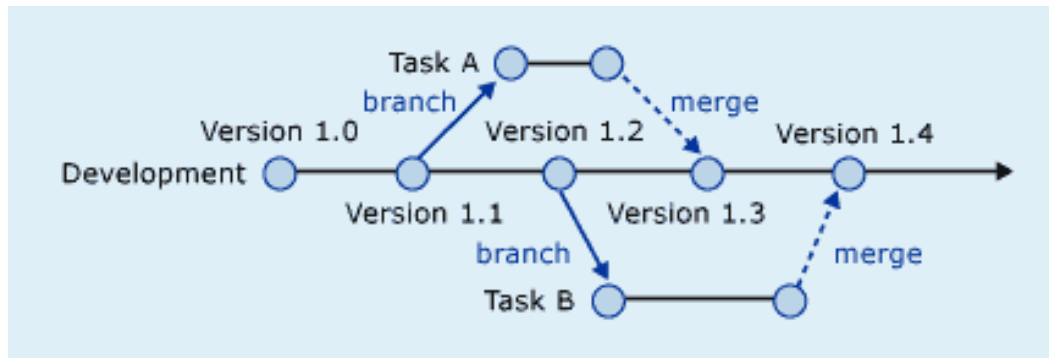 Task A
branch
merge
Version 1.0
Version 1.2
Version 1.4
Development
Version 1.1
Version 1.3
branch
merge
Task B